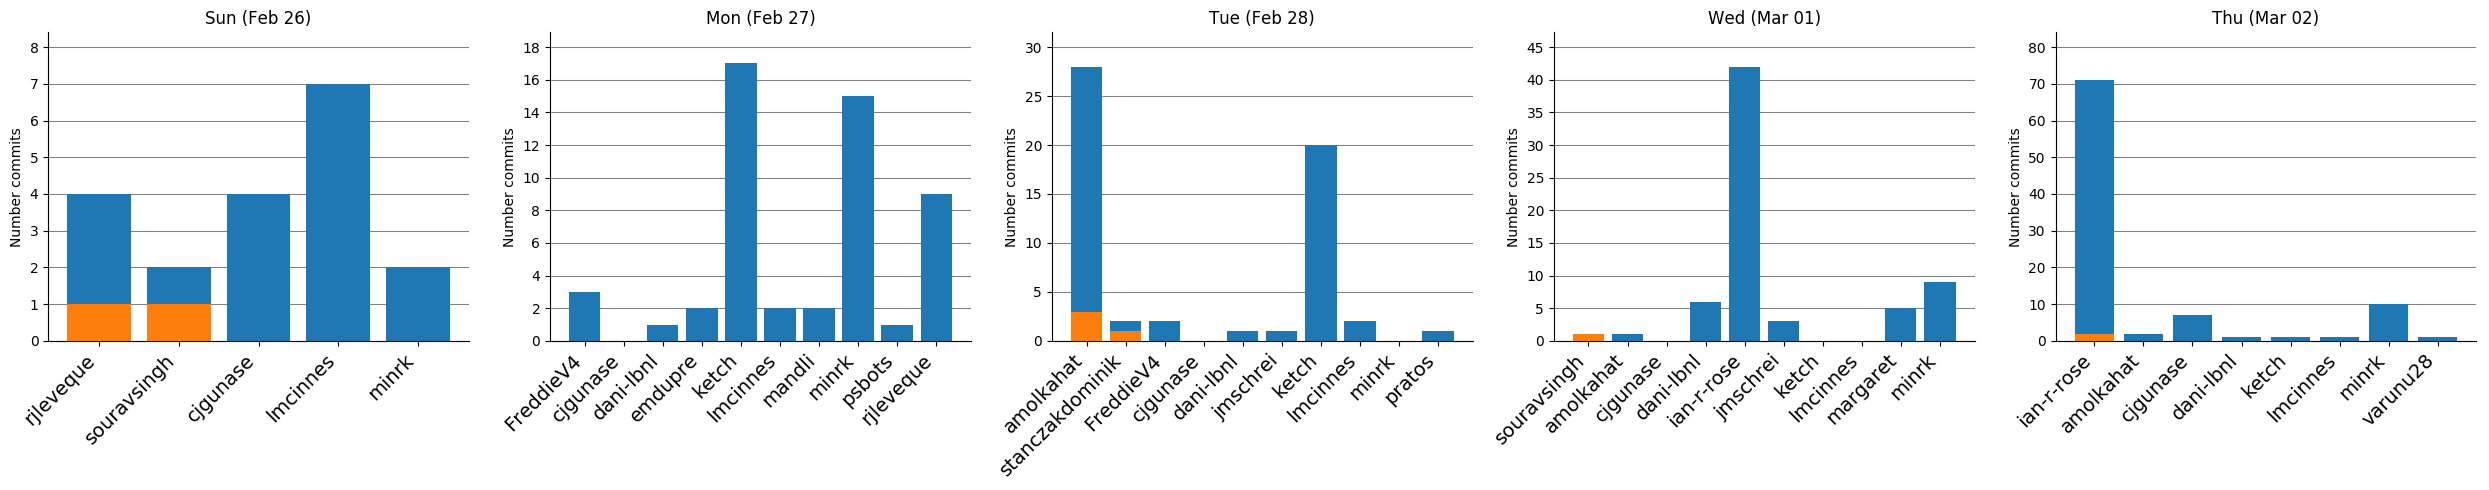 Sun (Feb 26)
Number commits
8
7
6
5
4
3
2
1
0
rjleveque
souravsingh
cjgunase
lmcinnes
minrk
Mon (Feb 27)
Number commits
18
16
14
12
10
8
6
4
2
0
FreddieV4
cjgunase
dani-lbnl
emdupre
ketch
lmcinnes
mandli
minrk
psbots
rjleveque
Tue (Feb 28)
Number commits
30
25
20
15
10
5
0
amolkahat
stanczakdominik
FreddieV4
cjgunase
dani-lbnl
jmschrei
ketch
lmcinnes
minrk
pratos
Wed (Mar 01)
Number commits
45
40
35
30
25
20
15
10
5
0
souravsingh
amolkahat
cjgunase
dani-lbnl
ian-r-rose
jmschrei
ketch
lmcinnes
margaret
minrk
Thu (Mar 02)
Number commits
80
70
60
50
40
30
20
10
0
ian-r-rose
amolkahat
cjgunase
dani-lbnl
ketch
lmcinnes
minrk
varunu28